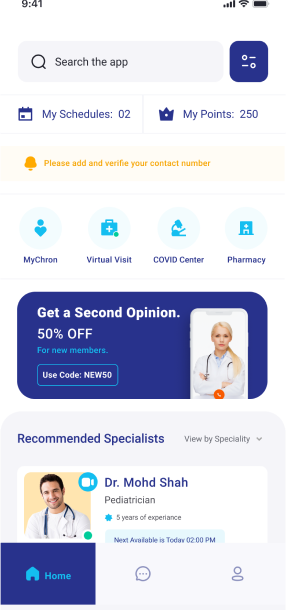 9:41
Search the app
My Schedules: 02
My Points: 250
Please add and verifie your contact number
MyChron
Virtual Visit
COVID Center
Pharmacy
Get a Second Opinion.
50% OFF
For new members.
Use Code: NEW50
Recommended Specialists
View by Speciality
Dr. Mohd Shah
Pediatrician
5 years of experiance
Next Available is Today 02:00 PM
Home